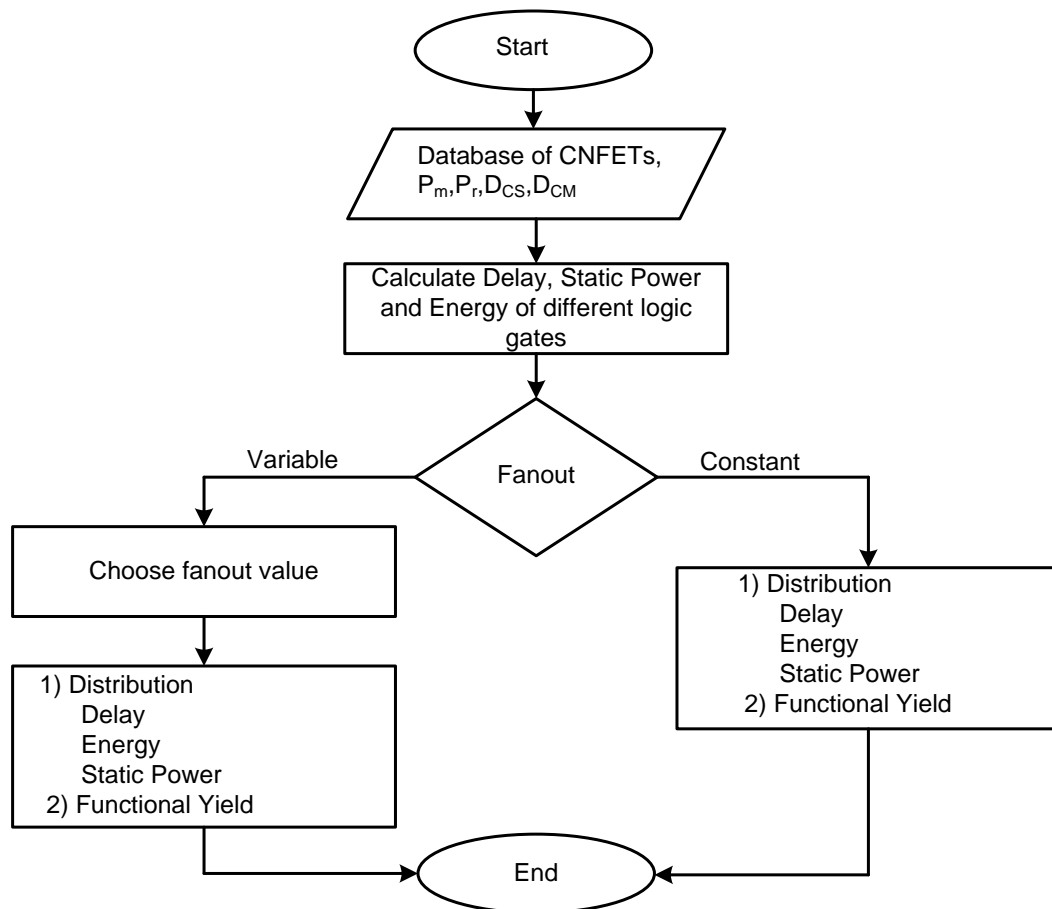 Start
Database of CNFETs,
Pm,Pr,DCS,DCM
Calculate Delay, Static Power
and Energy of different logic
gates
Variable
Fanout
Constant
Choose fanout value
1) Distribution
Delay
Energy
Static Power
2) Functional Yield
1) Distribution
Delay
Energy
Static Power
2) Functional Yield
End